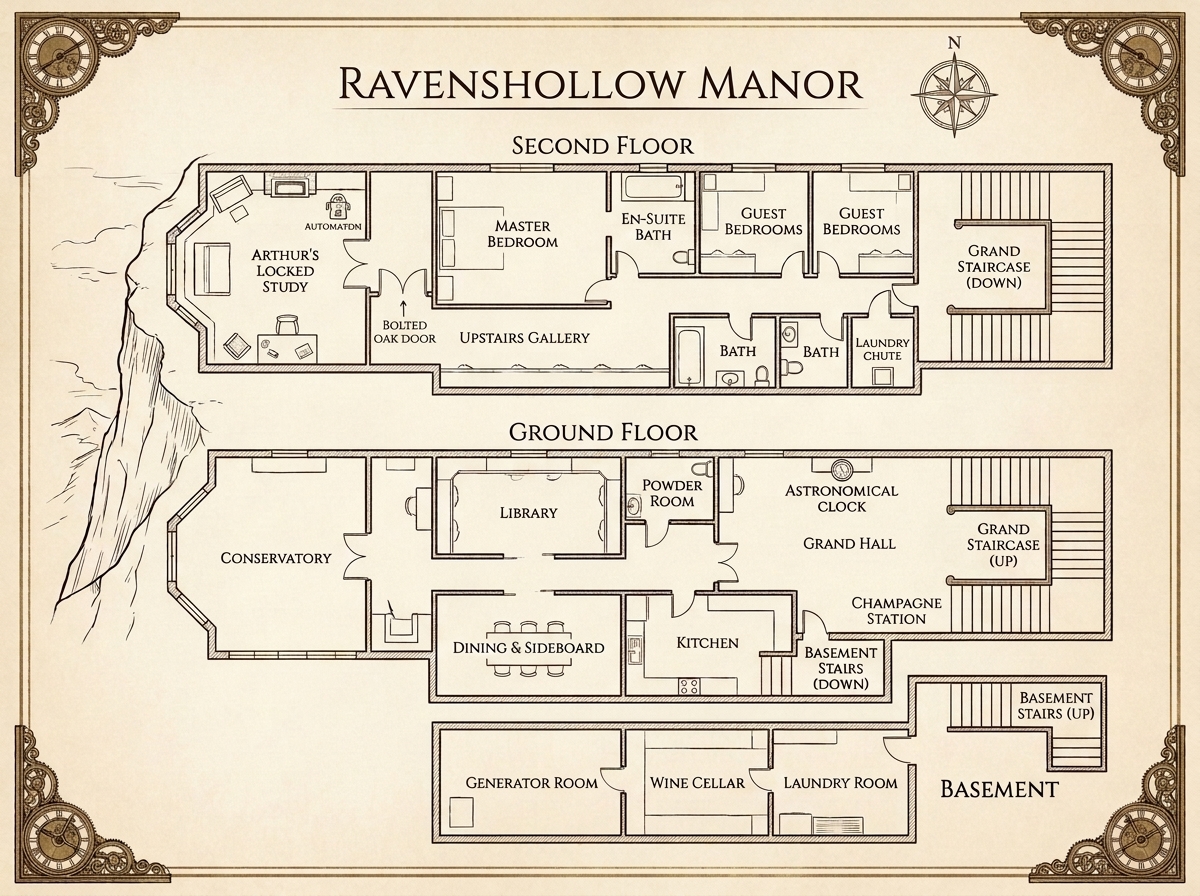 N
RAVENSHOLLOW MANOR
SECOND FLOOR
AUTOMATON
ARTHUR'S
LOCKED
STUDY
BOLTED
OAK DOOR
MASTER
BEDROOM
EN-SUITE
BATH
GUEST
BEDROOMS
GUEST
BEDROOMS
GRAND
STAIRCASE
(DOWN)
UPSTAIRS GALLERY
BATH
BATH
LAUNDRY
CHUTE
GROUND FLOOR
CONSERVATORY
LIBRARY
POWDER
ROOM
ASTRONOMICAL
CLOCK
GRAND HALL
GRAND
STAIRCASE
(UP)
CHAMPAGNE
STATION
DINING & SIDEBOARD
KITCHEN
BASEMENT
STAIRS
(DOWN)
BASEMENT
STAIRS (UP)
GENERATOR ROOM
WINE CELLAR
LAUNDRY ROOM
BASEMENT